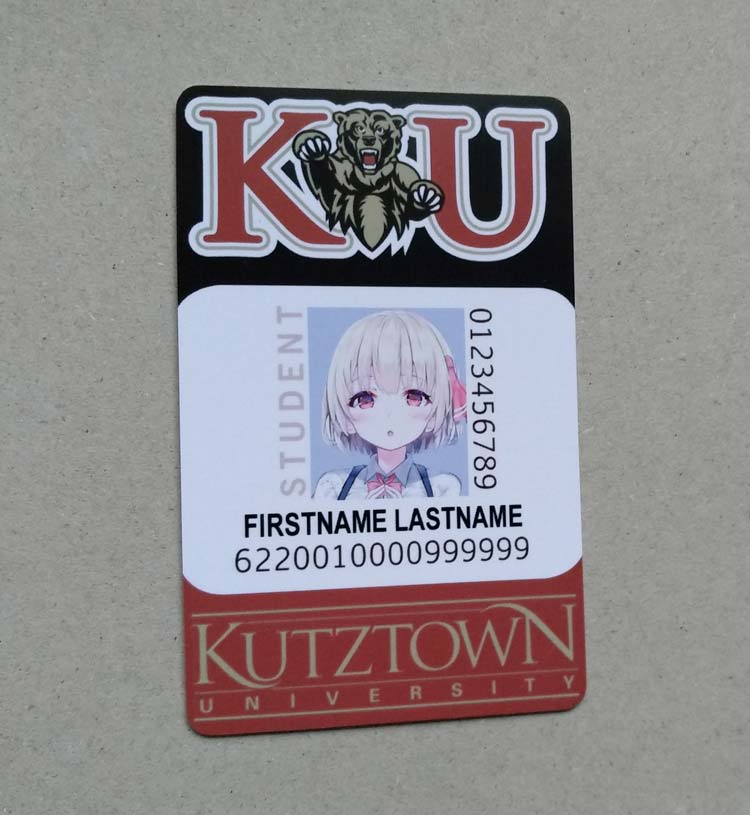 KU
STUDENT
0123456789
FIRSTNAME LASTNAME
6220010000999999
KUTZTOWN
UNIVERSITY